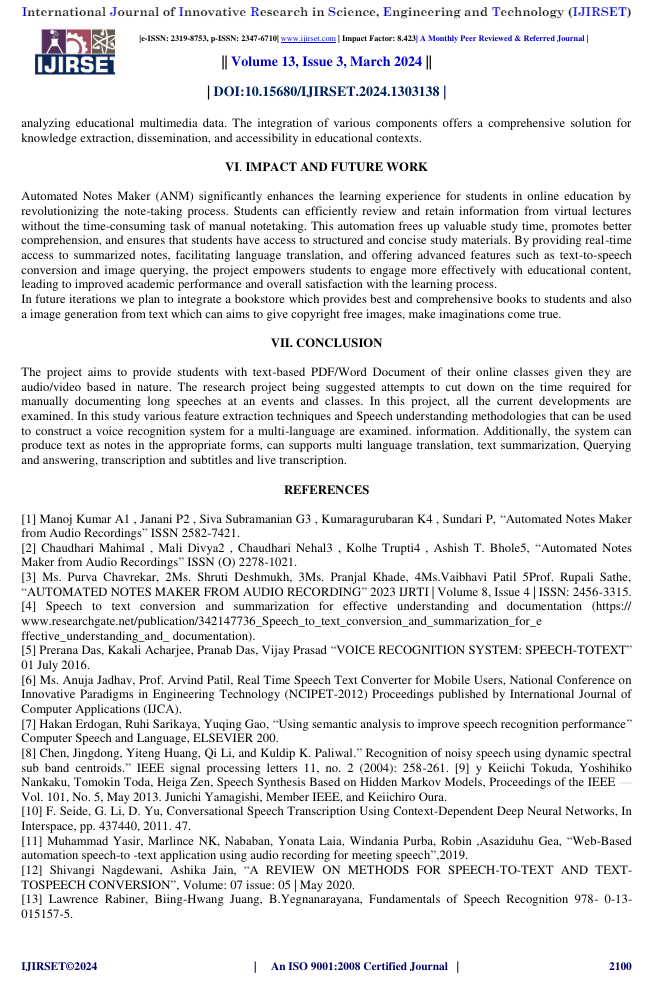 International Journal of Innovative Research in Science, Engineering and Technology (IJIRSET)
|e-ISSN: 2319-8753, p-ISSN: 2347-6710| www.ijirset.com | Impact Factor: 8.423| A Monthly Peer Reviewed & Referred Journal |
IJIRSET
|| Volume 13, Issue 3, March 2024 ||
| DOI:10.15680/IJIRSET.2024.1303138 |
analyzing educational multimedia data. The integration of various components offers a comprehensive solution for
knowledge extraction, dissemination, and accessibility in educational contexts.
VI. IMPACT AND FUTURE WORK
Automated Notes Maker (ANM) significantly enhances the learning experience for students in online education by
revolutionizing the note-taking process. Students can efficiently review and retain information from virtual lectures
without the time-consuming task of manual notetaking. This automation frees up valuable study time, promotes better
comprehension, and ensures that students have access to structured and concise study materials. By providing real-time
access to summarized notes, facilitating language translation, and offering advanced features such as text-to-speech
conversion and image querying, the project empowers students to engage more effectively with educational content,
leading to improved academic performance and overall satisfaction with the learning process.
In future iterations we plan to integrate a bookstore which provides best and comprehensive books to students and also
a image generation from text which can aims to give copyright free images, make imaginations come true.
VII. CONCLUSION
The project aims to provide students with text-based PDF/Word Document of their online classes given they are
audio/video based in nature. The research project being suggested attempts to cut down on the time required for
manually documenting long speeches at an events and classes. In this project, all the current developments are
examined. In this study various feature extraction techniques and Speech understanding methodologies that can be used
to construct a voice recognition system for a multi-language are examined. information. Additionally, the system can
produce text as notes in the appropriate forms, can supports multi language translation, text summarization, Querying
and answering, transcription and subtitles and live transcription.
REFERENCES
[1] Manoj Kumar A1 , Janani P2 , Siva Subramanian G3 , Kumaragurubaran K4 , Sundari P, “Automated Notes Maker
from Audio Recordings” ISSN 2582-7421.
[2] Chaudhari Mahimal , Mali Divya2 , Chaudhari Nehal3 , Kolhe Trupti4 , Ashish T. Bhole5, “Automated Notes
Maker from Audio Recordings” ISSN (O) 2278-1021.
[3] Ms. Purva Chavrekar, 2Ms. Shruti Deshmukh, 3Ms. Pranjal Khade, 4Ms.Vaibhavi Patil 5Prof. Rupali Sathe,
“AUTOMATED NOTES MAKER FROM AUDIO RECORDING” 2023 IJRTI | Volume 8, Issue 4 | ISSN: 2456-3315.
[4] Speech to text conversion and summarization for effective understanding and documentation (https://
www.researchgate.net/publication/342147736_Speech_to_text_conversion_and_summarization_for_e
ffective_understanding_and_ documentation).
[5] Prerana Das, Kakali Acharjee, Pranab Das, Vijay Prasad “VOICE RECOGNITION SYSTEM: SPEECH-TOTEXT”
01 July 2016.
[6] Ms. Anuja Jadhav, Prof. Arvind Patil, Real Time Speech Text Converter for Mobile Users, National Conference on
Innovative Paradigms in Engineering Technology (NCIPET-2012) Proceedings published by International Journal of
Computer Applications (IJCA).
[7] Hakan Erdogan, Ruhi Sarikaya, Yuqing Gao, “Using semantic analysis to improve speech recognition performance”
Computer Speech and Language, ELSEVIER 200.
[8] Chen, Jingdong, Yiteng Huang, Qi Li, and Kuldip K. Paliwal.” Recognition of noisy speech using dynamic spectral
sub band centroids.” IEEE signal processing letters 11, no. 2 (2004): 258-261. [9] y Keiichi Tokuda, Yoshihiko
Nankaku, Tomokin Toda, Heiga Zen, Speech Synthesis Based on Hidden Markov Models, Proceedings of the IEEE —
Vol. 101, No. 5, May 2013. Junichi Yamagishi, Member IEEE, and Keiichiro Oura.
[10] F. Seide, G. Li, D. Yu, Conversational Speech Transcription Using Context-Dependent Deep Neural Networks, In
Interspace, pp. 437440, 2011. 47.
[11] Muhammad Yasir, Marlince NK, Nababan, Yonata Laia, Windania Purba, Robin ,Asaziduhu Gea, “Web-Based
automation speech-to -text application using audio recording for meeting speech”,2019.
[12] Shivangi Nagdewani, Ashika Jain, “A REVIEW ON METHODS FOR SPEECH-TO-TEXT AND TEXT-
TOSPEECH CONVERSION”, Volume: 07 issue: 05 | May 2020.
[13] Lawrence Rabiner, Biing-Hwang Juang, B.Yegnanarayana, Fundamentals of Speech Recognition 978- 0-13-
015157-5.
IJIRSET©2024 | An ISO 9001:2008 Certified Journal | 2100